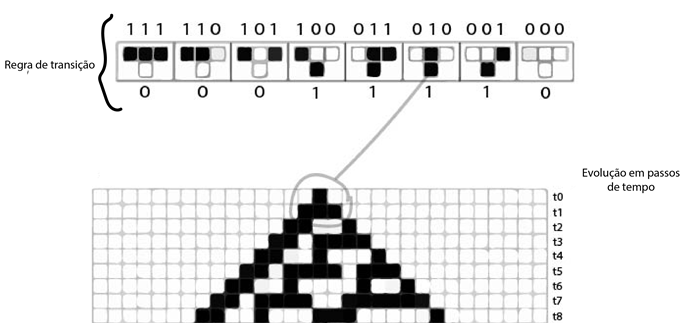 111 110 101 100 011 010 001 000
Regra de transição
0 0 0 1 1 1 1 0
Evolução em passos
de tempo
t0
t1
t2
t3
t4
t5
t6
t7
t8